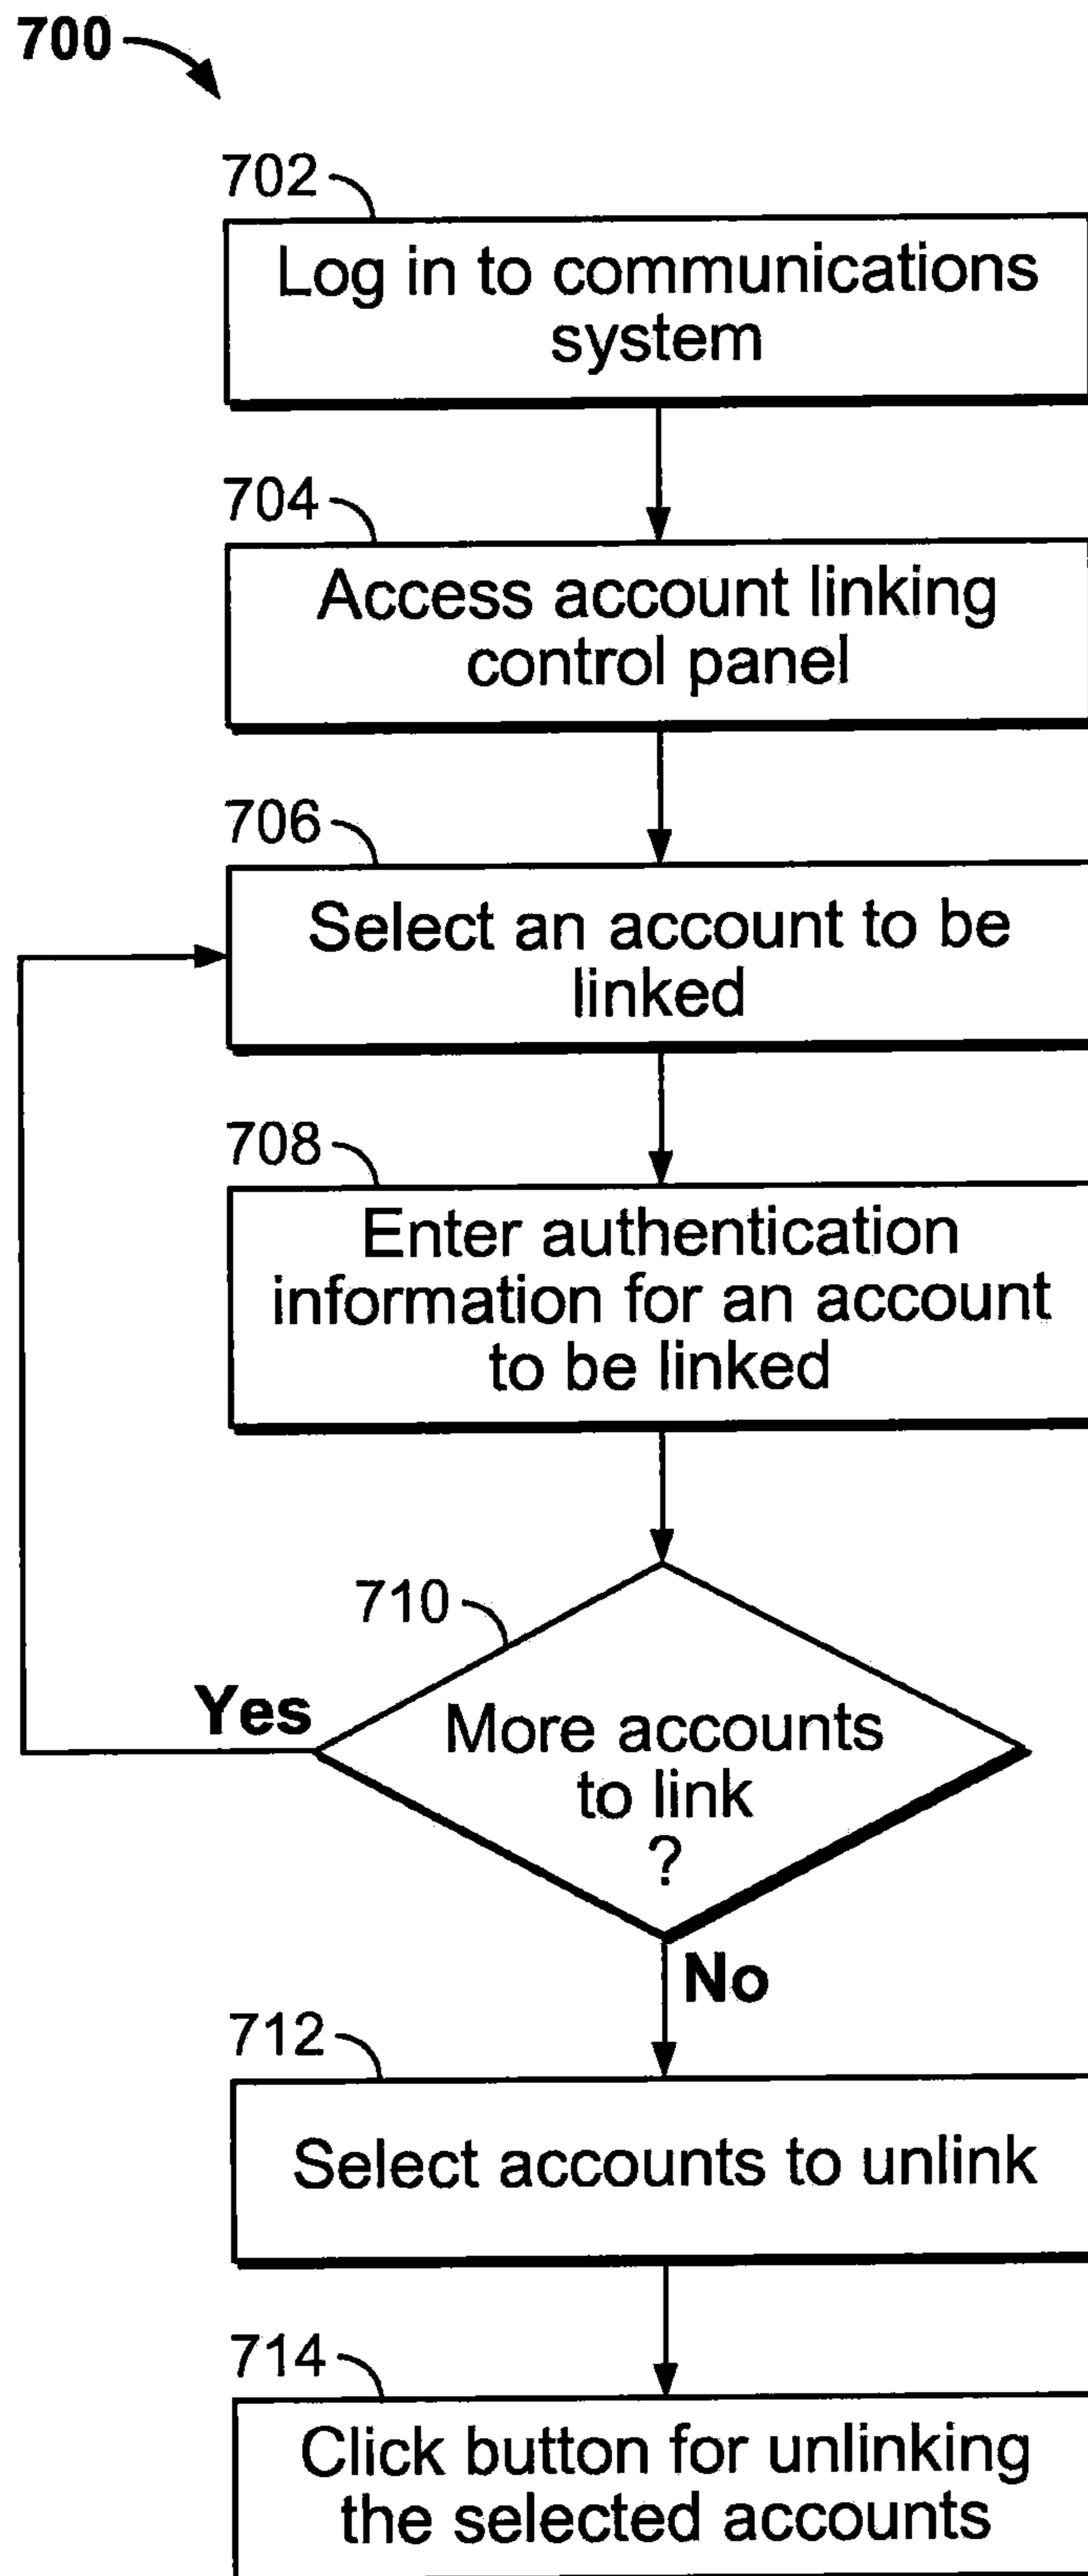 700
702
Log in to communications
system
704
Access account linking
control panel
706
Select an account to be
linked
708
Enter authentication
information for an account
to be linked
710
Yes
More accounts
to link
?
No
712
Select accounts to unlink
714
Click button for unlinking
the selected accounts